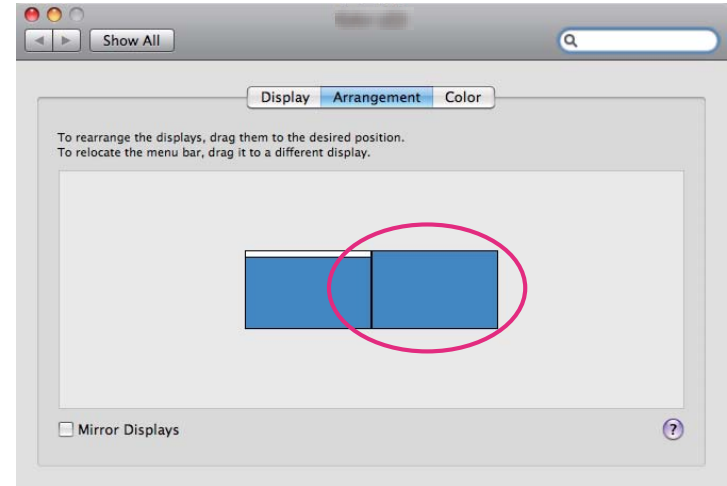 Show All
Display Arrangement Color
To rearrange the displays, drag them to the desired position.
To relocate the menu bar, drag it to a different display.
Mirror Displays
?